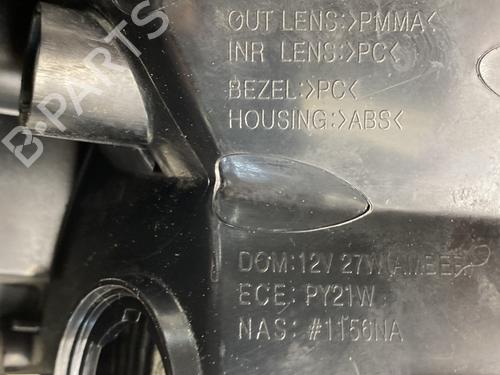 OUT LENS:>PMMA<
INR LENS:>PC<
BEZEL:>PC<
HOUSING:>ABS<
DOM:12V 27W(AMBER)
ECE: PY21W
NAS: #1156NA
B-PARTS